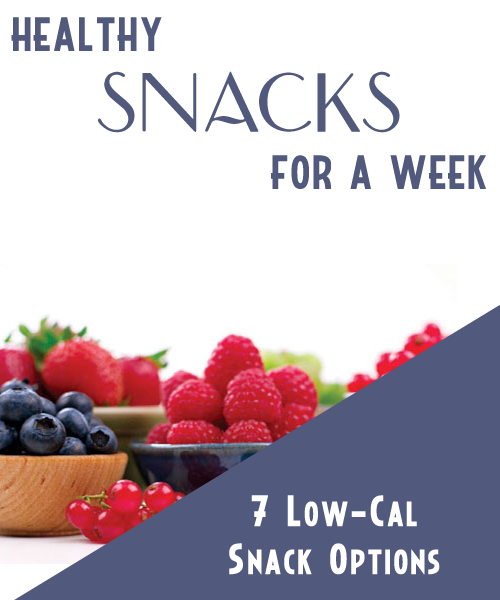 HEALTHY
SNACKS
FOR A WEEK
7 Low-Cal
Snack Options